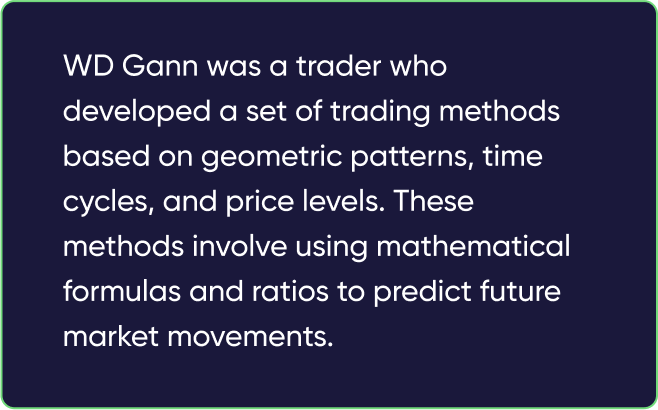 WD Gann was a trader who
developed a set of trading methods
based on geometric patterns, time
cycles, and price levels. These
methods involve using mathematical
formulas and ratios to predict future
market movements.